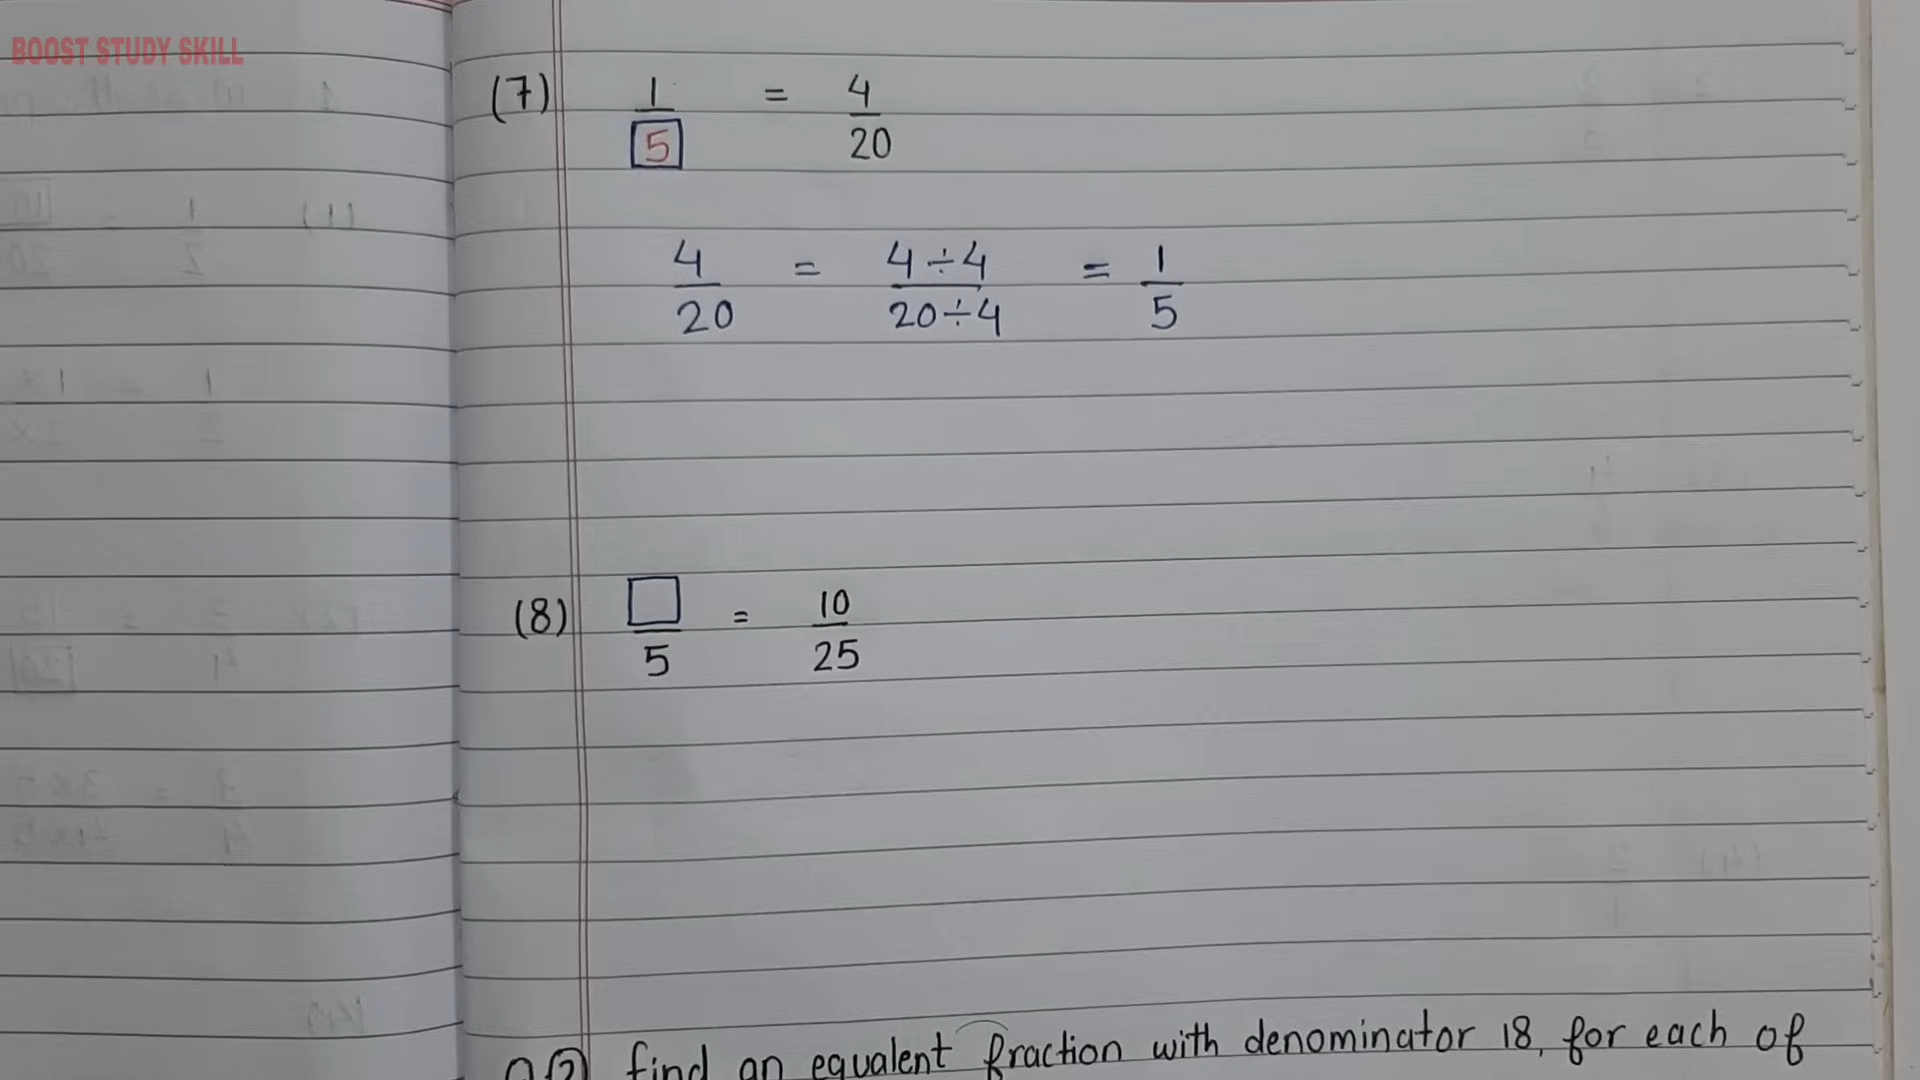 BOOST STUDY SKILL
(7) 1/5 = 4/20
4/20 = 4÷4/20÷4 = 1/5
(8) □/5 = 10/25
Q② find an equalent fraction with denominator 18, for each of